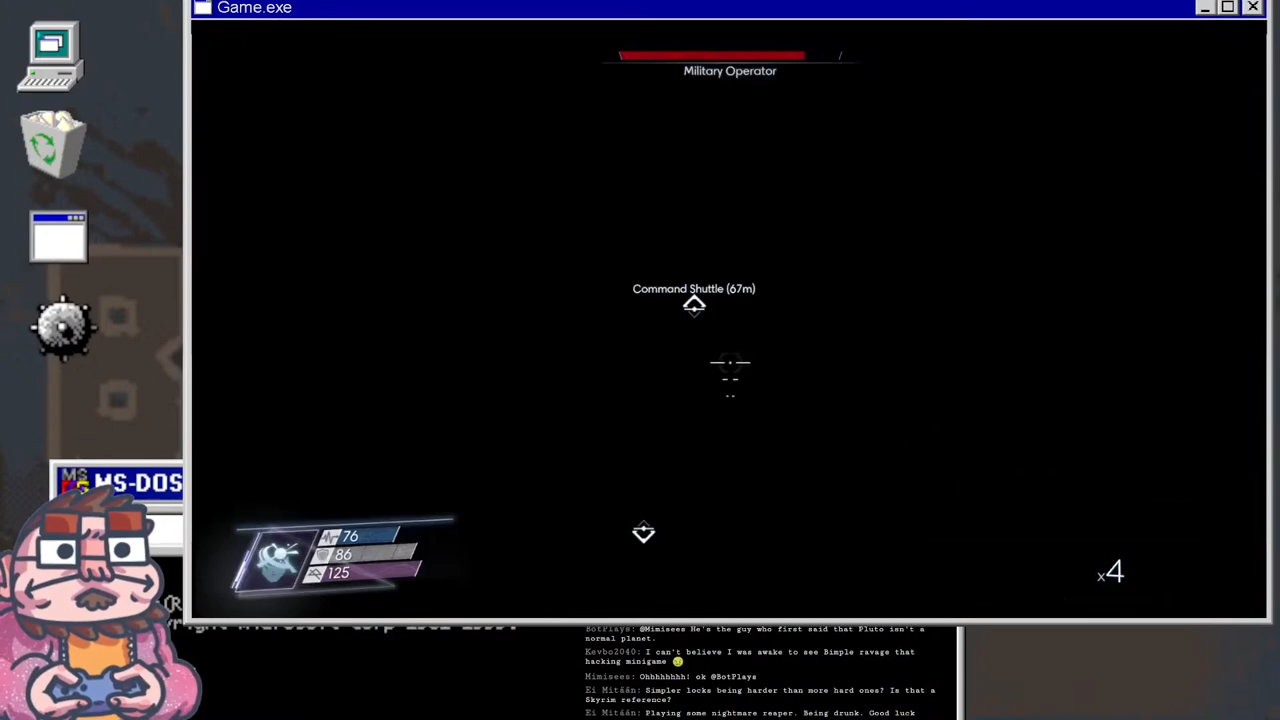 Game.exe
Military Operator
Command Shuttle (67m)
76
86
125
x4
MS-DOS
BotPlays: @Mimisees He's the guy who first said that Pluto isn't a
normal planet.
Kevbo2040: I can't believe I was awake to see Bimple ravage that
hacking minigame
Mimisees: Ohhhhhhhh! ok @BotPlays
Ei Mitään: Simpler locks being harder than more hard ones? Is that a
Skyrim reference?
Ei Mitään: Playing some nightmare reaper. Being drunk. Good luck